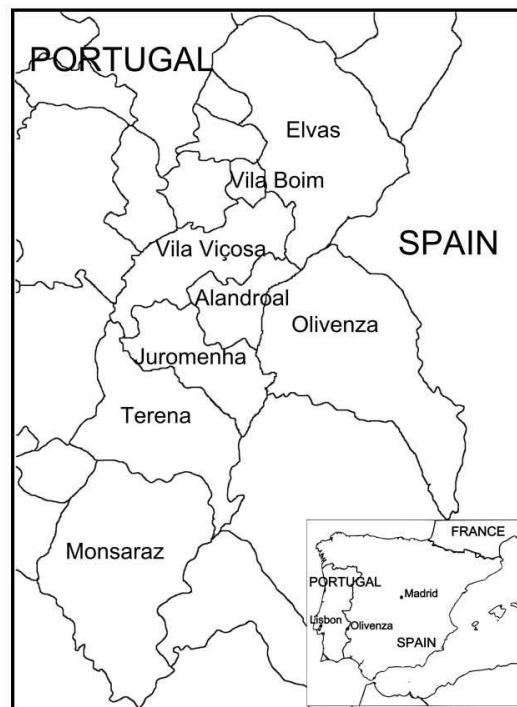 PORTUGAL
Elvas
Vila Boim
Vila Viçosa
SPAIN
Alandroal
Olivenza
Juromenha
Terena
Monsaraz
FRANCE
PORTUGAL
Madrid
Lisbon
Olivenza
SPAIN